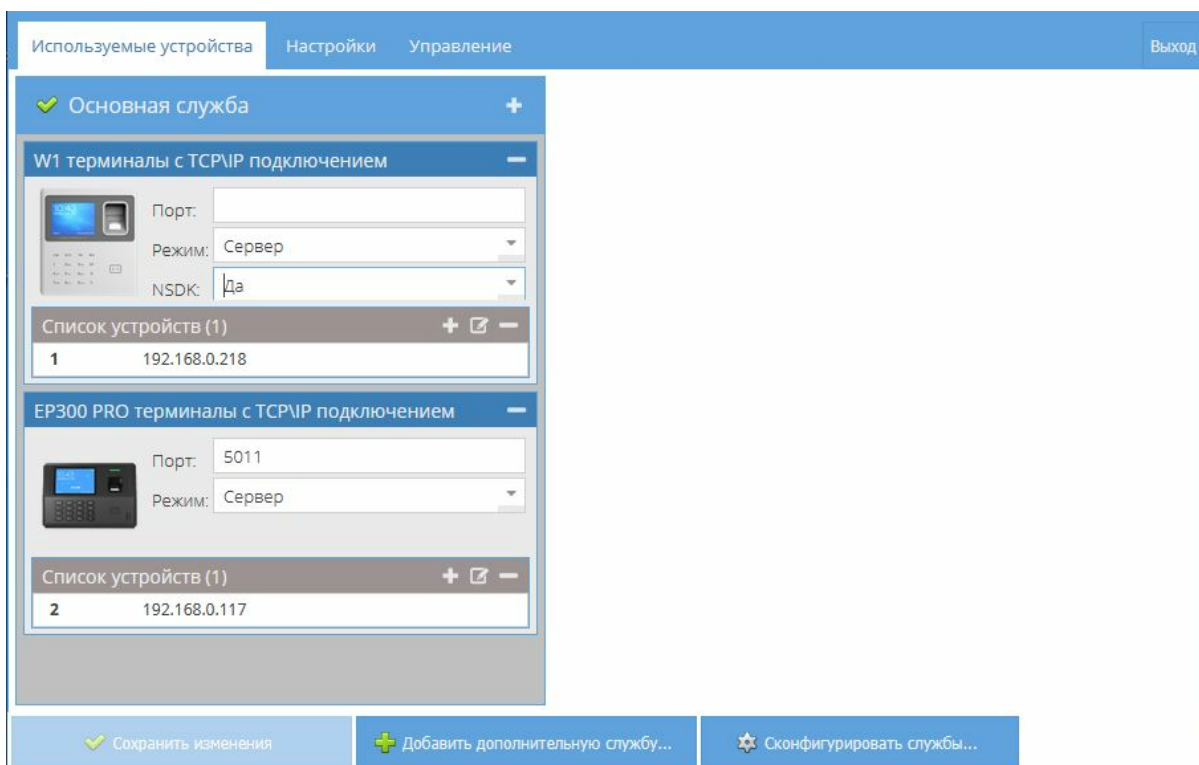 Используемые устройства Настройки Управление Выход
Основная служба
W1 терминалы с TCP\IP подключением
Порт:
Режим: Сервер
NSDK: Да
Список устройств (1)
1 192.168.0.218
EP300 PRO терминалы с TCP\IP подключением
Порт: 5011
Режим: Сервер
Список устройств (1)
2 192.168.0.117
Сохранить изменения Добавить дополнительную службу... Сконфигурировать службы...